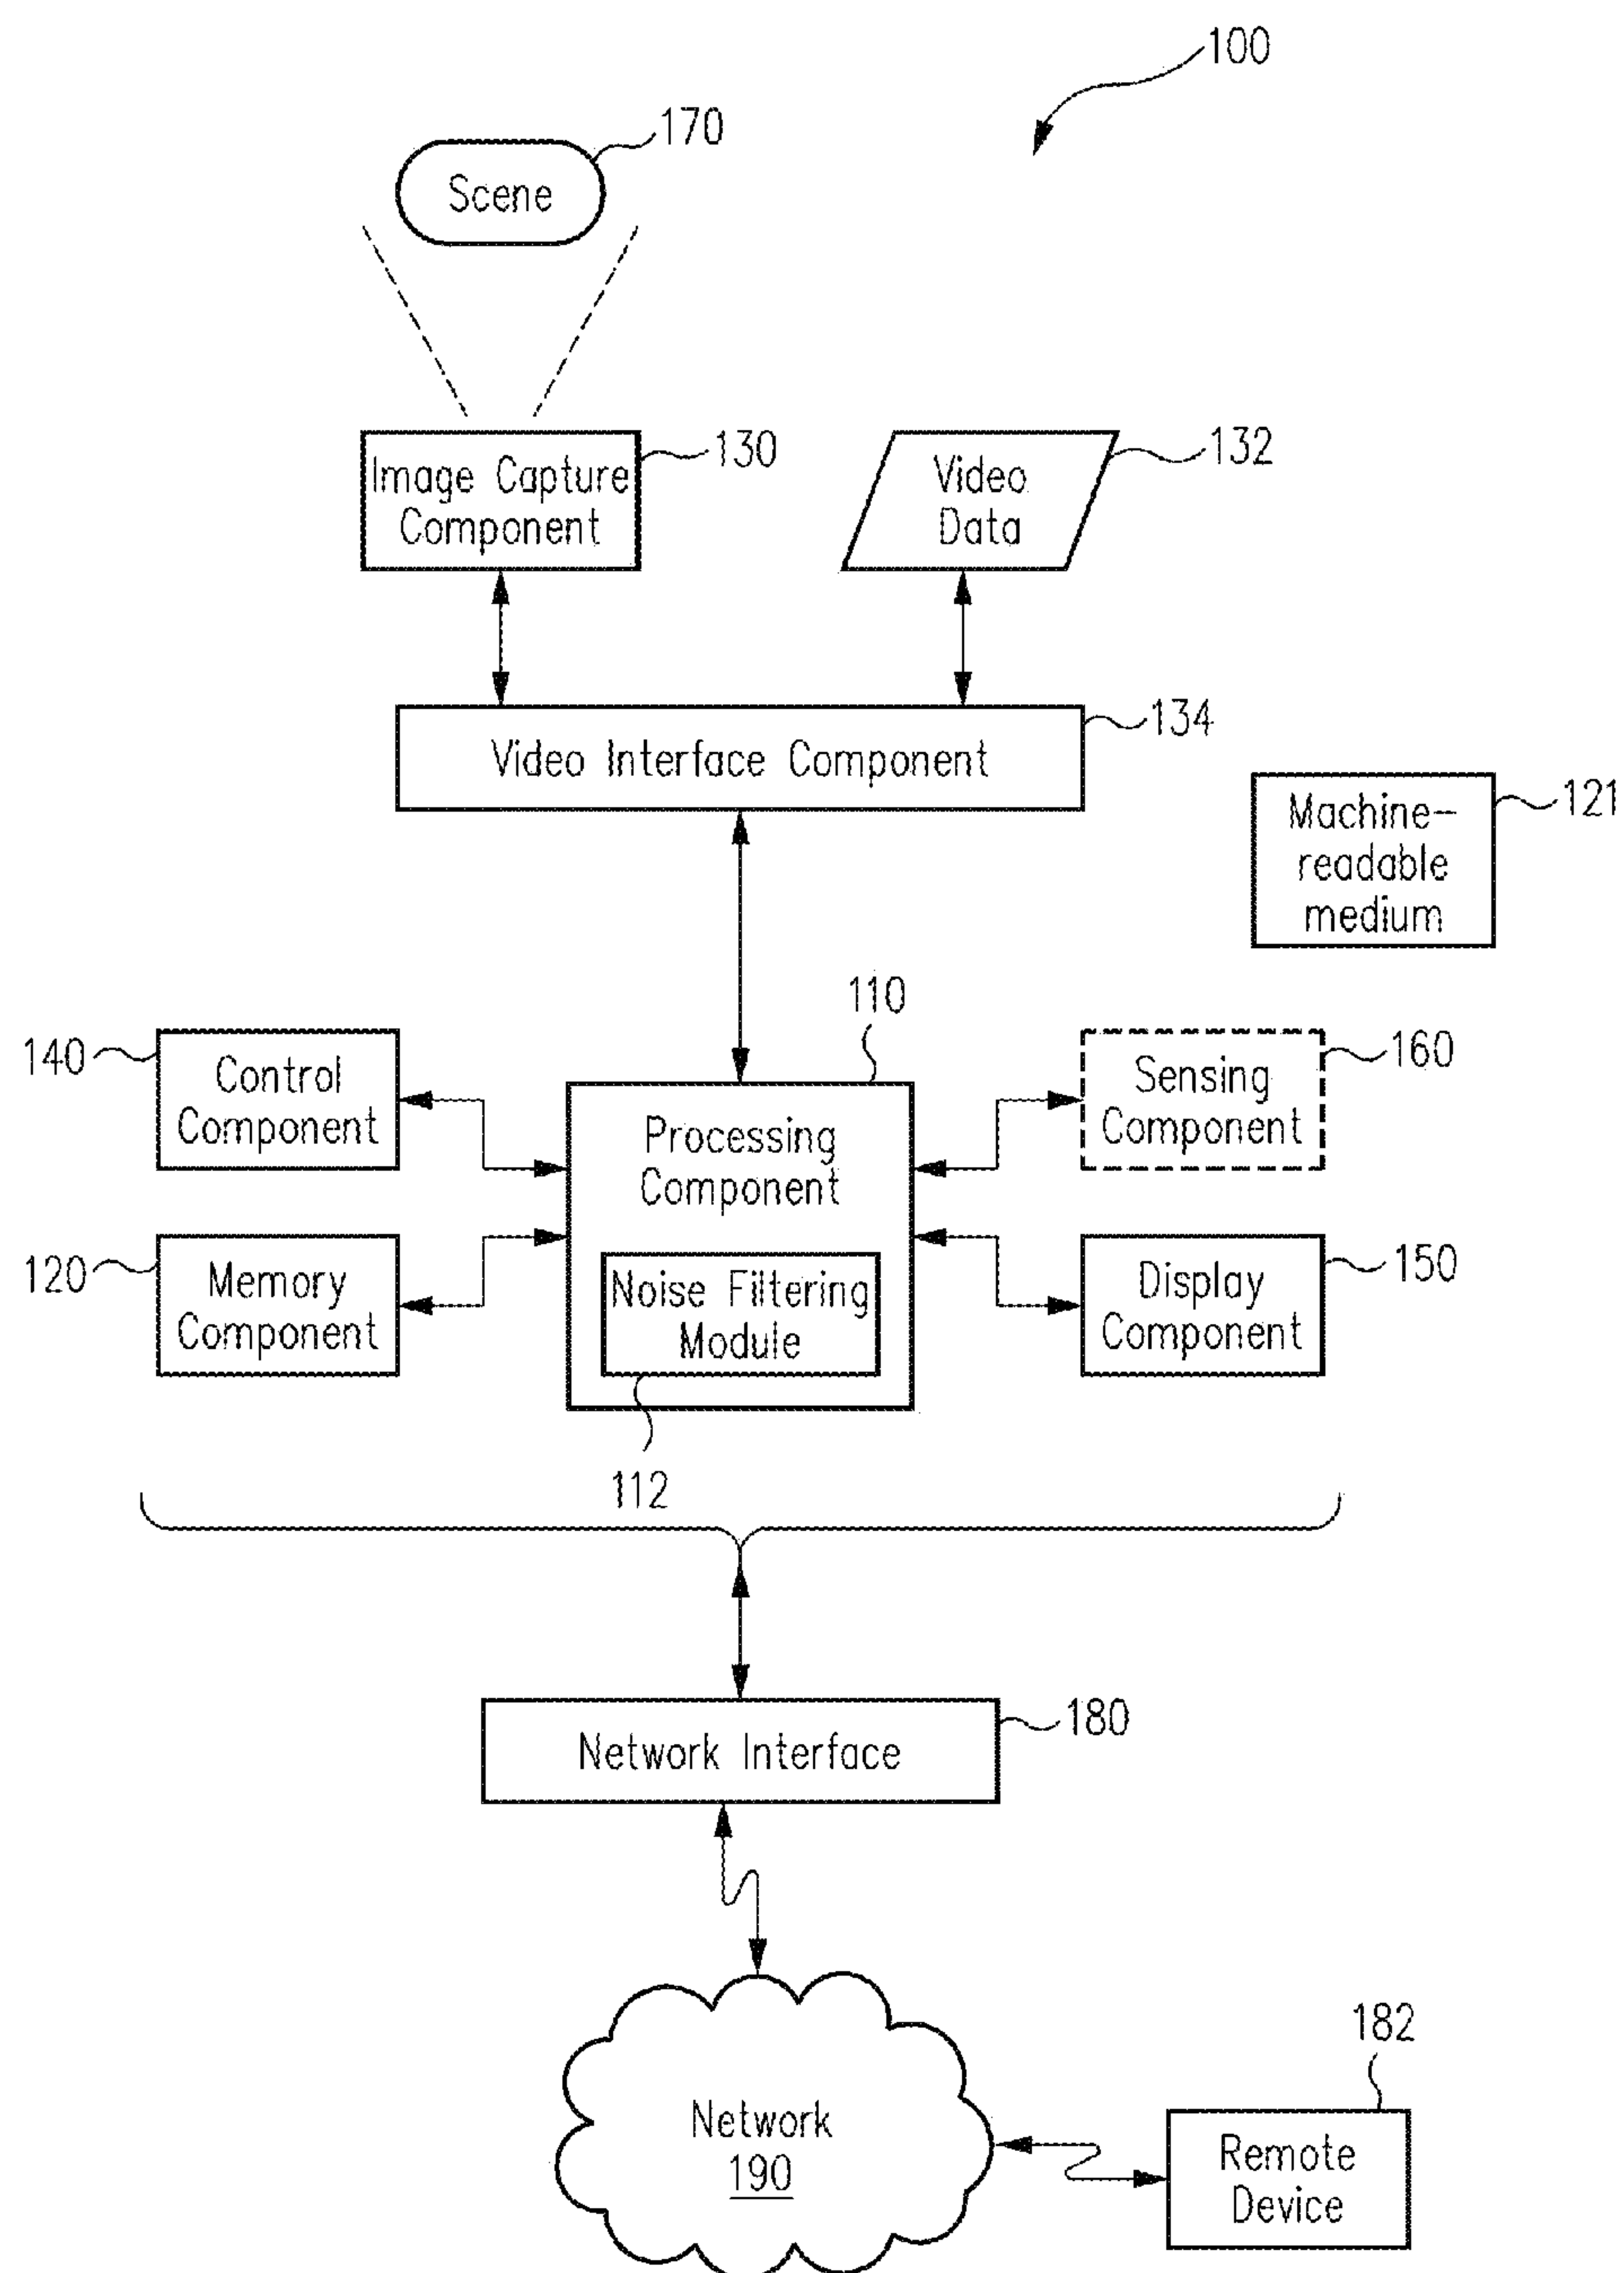 100
170
Scene
130
Image Capture
Component
132
Video
Data
134
Video Interface Component
121
Machine-
readable
medium
110
140
Control
Component
160
Sensing
Component
Processing
Component
120
Memory
Component
Noise Filtering
Module
150
Display
Component
112
180
Network Interface
182
Network
190
Remote
Device